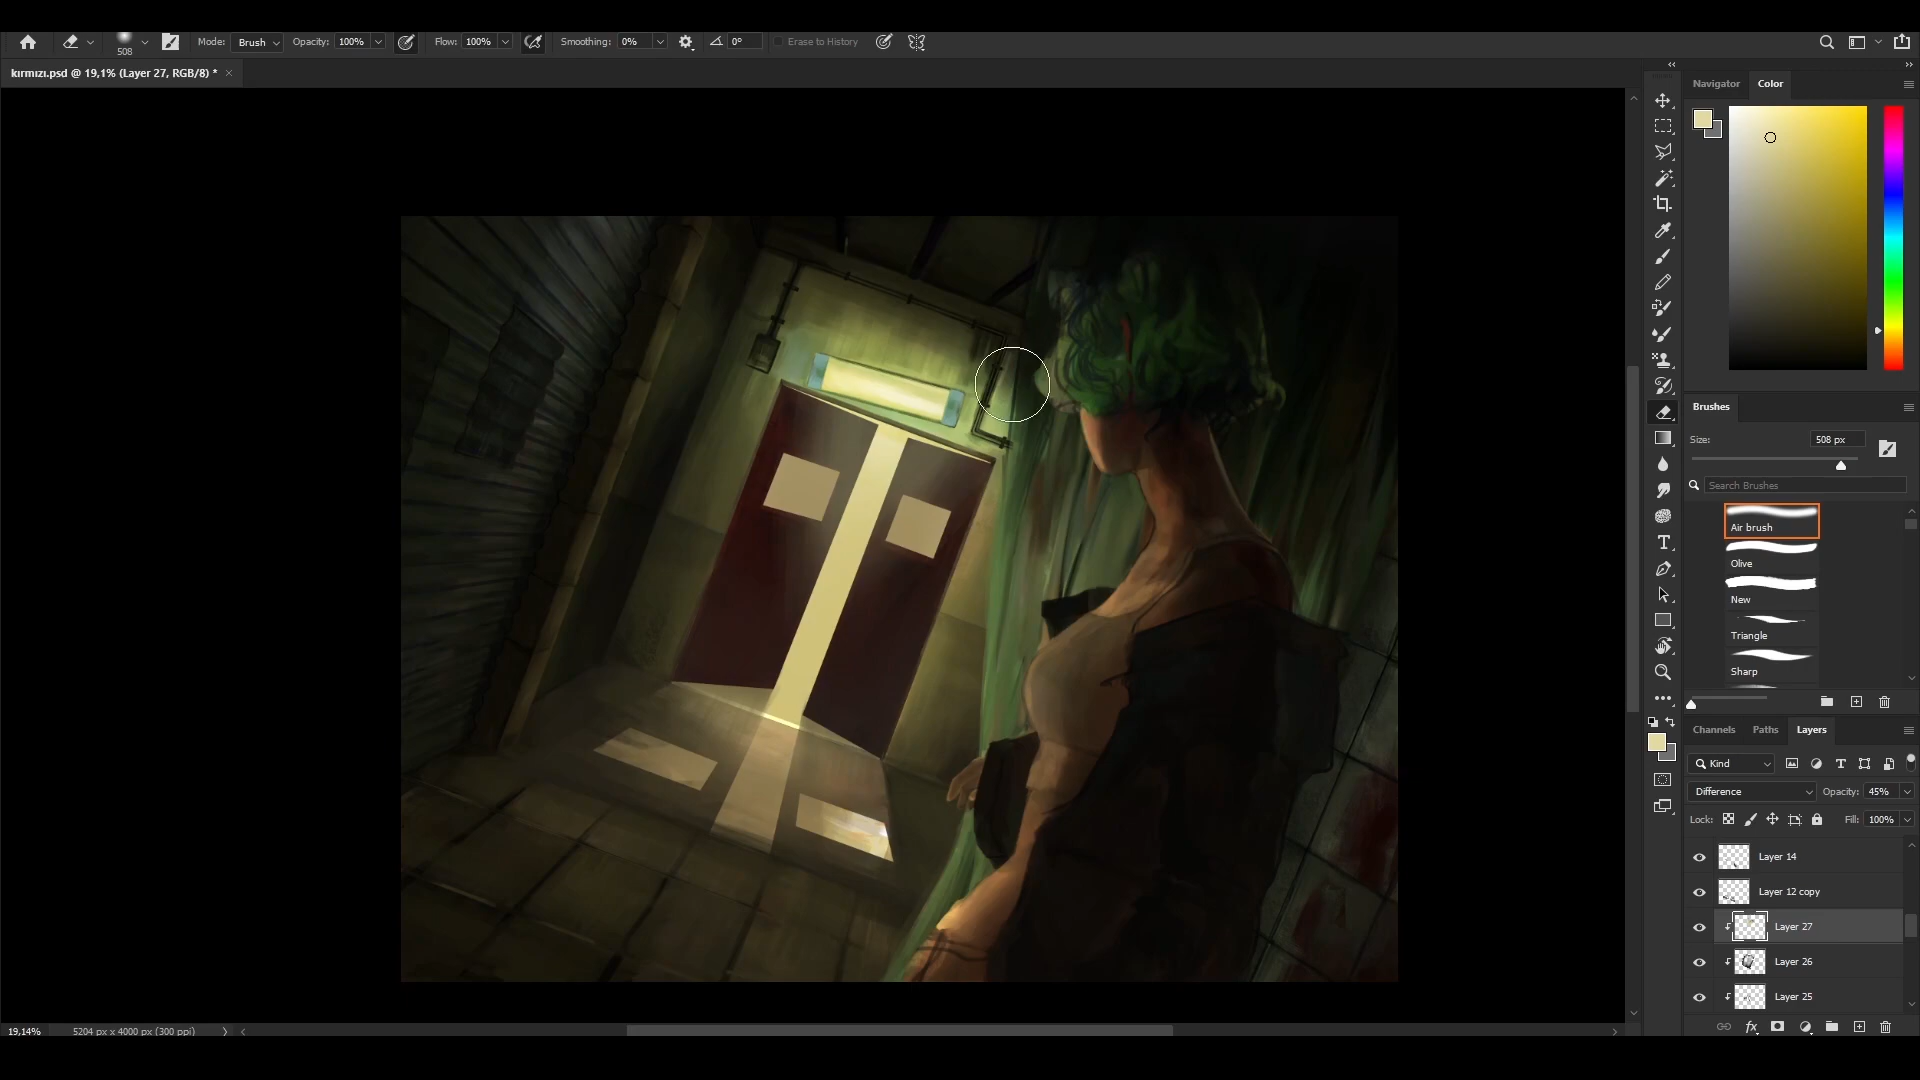 508
Mode: Brush Opacity: 100% Flow: 100% Smoothing: 0% 0° Erase to History
kırmızı.psd @ 19,1% (Layer 27, RGB/8) * ×
Navigator Color
Brushes
Size: 508 px
Search Brushes
Air brush
Olive
New
Triangle
Sharp
Channels Paths Layers
Kind
Difference Opacity: 45%
Lock: Fill: 100%
Layer 14
Layer 12 copy
Layer 27
Layer 26
Layer 25
fx
19,14% 5204 px x 4000 px (300 ppi)